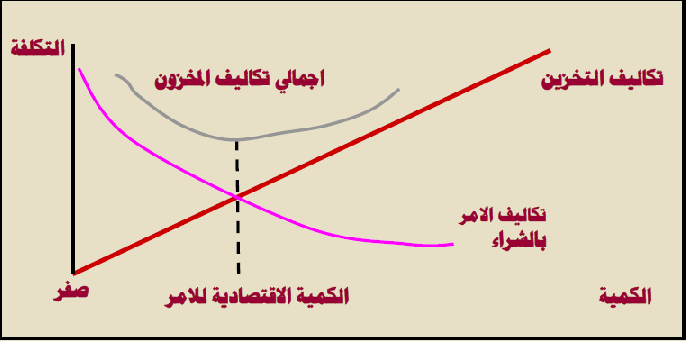 التكلفة
اجمالي تكاليف المخزون
تكاليف التخزين
تكاليف الامر
بالشراء
صفر
الكمية الاقتصادية للامر
الكمية